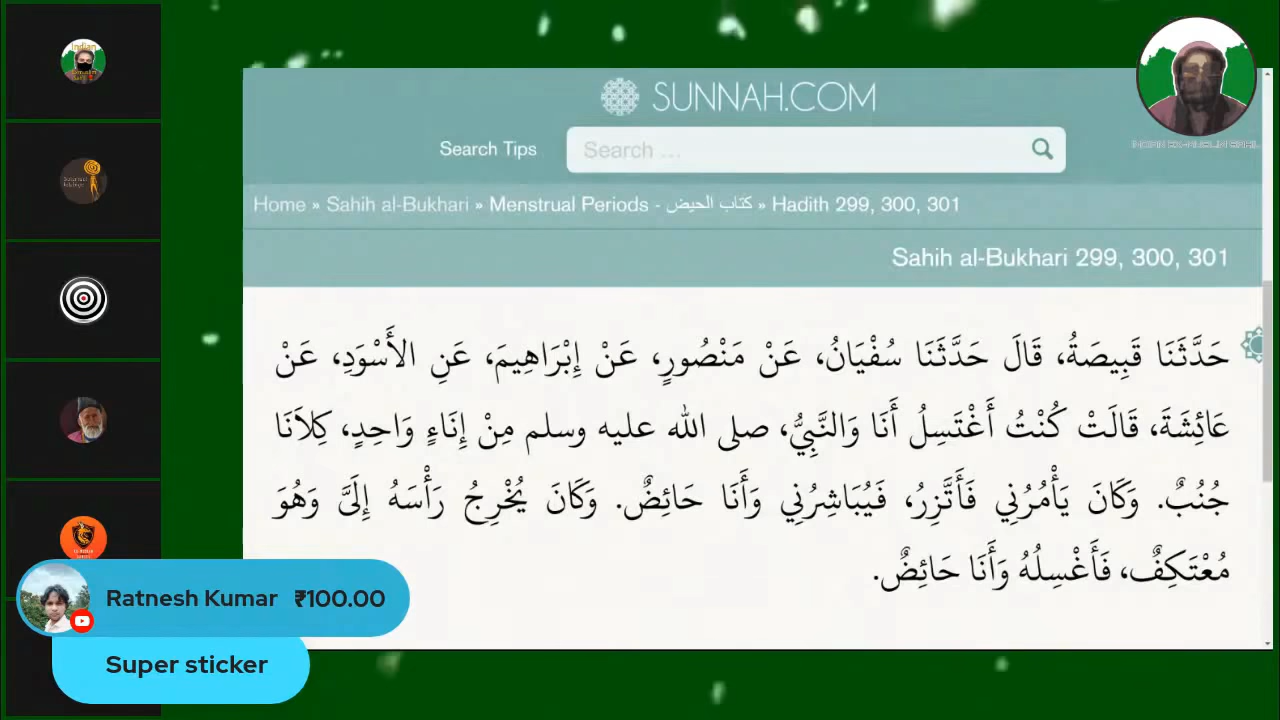 SUNNAH.COM
Search Tips
Search ...
Home » Sahih al-Bukhari » Menstrual Periods - كتاب الحيض » Hadith 299, 300, 301
Sahih al-Bukhari 299, 300, 301
حَدَّثَنَا قَبِيصَةُ، قَالَ حَدَّثَنَا سُفْيَانُ، عَنْ مَنْصُورٍ، عَنْ إِبْرَاهِيمَ، عَنِ الأَسْوَدِ، عَنْ
عَائِشَةَ، قَالَتْ كُنْتُ أَغْتَسِلُ أَنَا وَالنَّبِيُّ، صلى الله عليه وسلم مِنْ إِنَاءٍ وَاحِدٍ، كِلاَنَا
جُنُبٌ. وَكَانَ يَأْمُرُنِي فَأَتَّزِرُ، فَيُبَاشِرُنِي وَأَنَا حَائِضٌ. وَكَانَ يُخْرِجُ رَأْسَهُ إِلَىَّ وَهُوَ
مُعْتَكِفٌ، فَأَغْسِلُهُ وَأَنَا حَائِضٌ.
Ratnesh Kumar ₹100.00
Super sticker
Indian